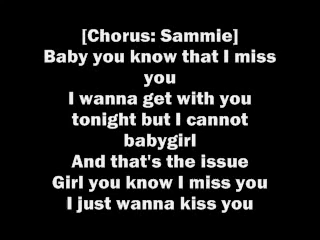 [Chorus: Sammie]
Baby you know that I miss
you
I wanna get with you
tonight but I cannot
babygirl
And that's the issue
Girl you know I miss you
I just wanna kiss you